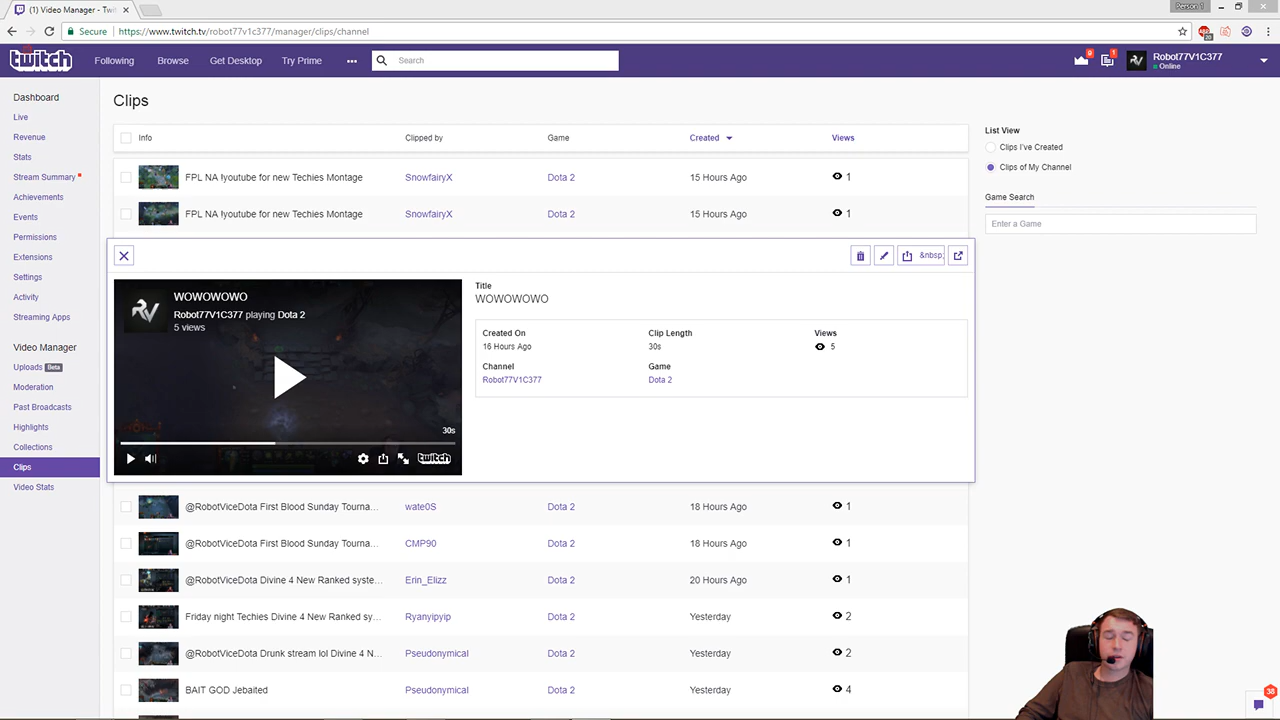 (1) Video Manager - Twit
Person 1
Secure https://www.twitch.tv/robot77v1c377/manager/clips/channel
twitch Following Browse Get Desktop Try Prime ••• Search 1 Robot77V1C377
Online
Dashboard
Live
Revenue
Stats
Stream Summary
Achievements
Events
Permissions
Extensions
Settings
Activity
Streaming Apps
Video Manager
Uploads Beta
Moderation
Past Broadcasts
Highlights
Collections
Clips
Video Stats
Clips
Info Clipped by Game Created Views
FPL NA !youtube for new Techies Montage SnowfairyX Dota 2 15 Hours Ago 1
FPL NA !youtube for new Techies Montage SnowfairyX Dota 2 15 Hours Ago 1
&nbsp;
WOWOWOWO
Robot77V1C377 playing Dota 2
5 views
30s
twitch
Title
WOWOWOWO
Created On Clip Length Views
16 Hours Ago 30s 5
Channel Game
Robot77V1C377 Dota 2
@RobotViceDota First Blood Sunday Tourna... wate0S Dota 2 18 Hours Ago 1
@RobotViceDota First Blood Sunday Tourna... CMP90 Dota 2 18 Hours Ago 1
@RobotViceDota Divine 4 New Ranked syste... Erin_Elizz Dota 2 20 Hours Ago 1
Friday night Techies Divine 4 New Ranked sy... Ryanyipyip Dota 2 Yesterday 5
@RobotViceDota Drunk stream lol Divine 4 N... Pseudonymical Dota 2 Yesterday 2
BAIT GOD Jebaited Pseudonymical Dota 2 Yesterday 4
List View
Clips I've Created
Clips of My Channel
Game Search
Enter a Game
38